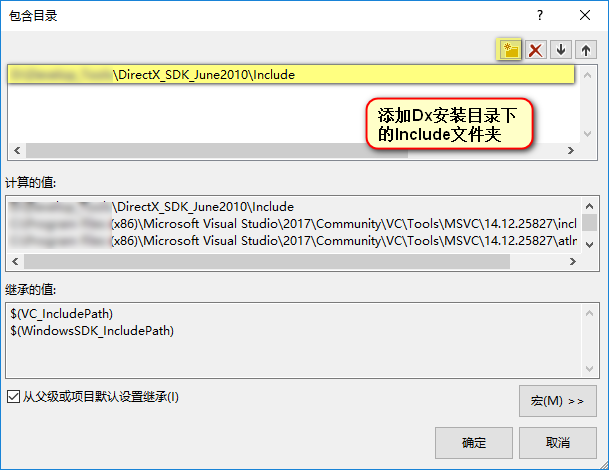 包含目录
\DirectX_SDK_June2010\Include
添加Dx安装目录下
的Include文件夹
计算的值:
\DirectX_SDK_June2010\Include
(x86)\Microsoft Visual Studio\2017\Community\VC\Tools\MSVC\14.12.25827\incl
(x86)\Microsoft Visual Studio\2017\Community\VC\Tools\MSVC\14.12.25827\atlm
继承的值:
$(VC_IncludePath)
$(WindowsSDK_IncludePath)
从父级或项目默认设置继承(I)
宏(M) >>
确定
取消